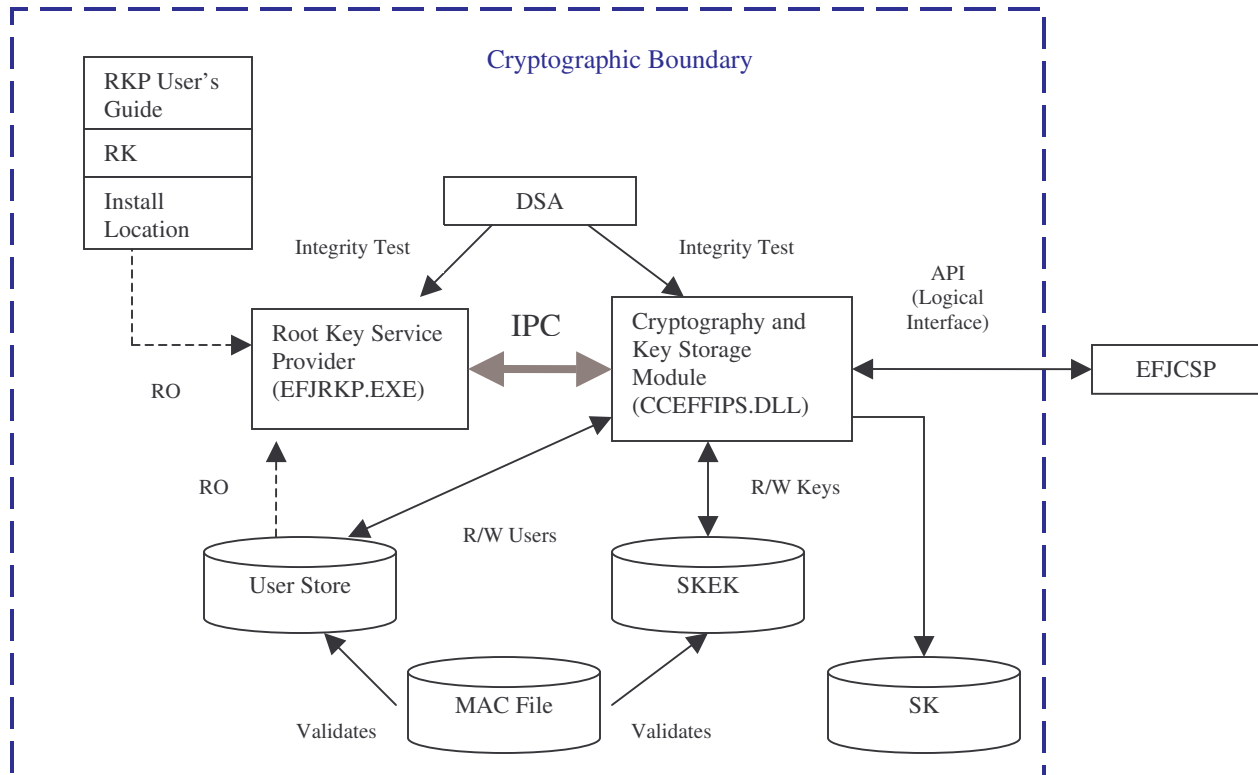 Cryptographic Boundary
RKP User’s
Guide
RK
Install
Location
DSA
Integrity Test
Integrity Test
API
(Logical
Interface)
IPC
Root Key Service
Provider
(EFJRKP.EXE)
Cryptography and
Key Storage
Module
(CCEFFIPS.DLL)
EFJCSP
RO
RO
R/W Keys
R/W Users
User Store
SKEK
MAC File
SK
Validates
Validates